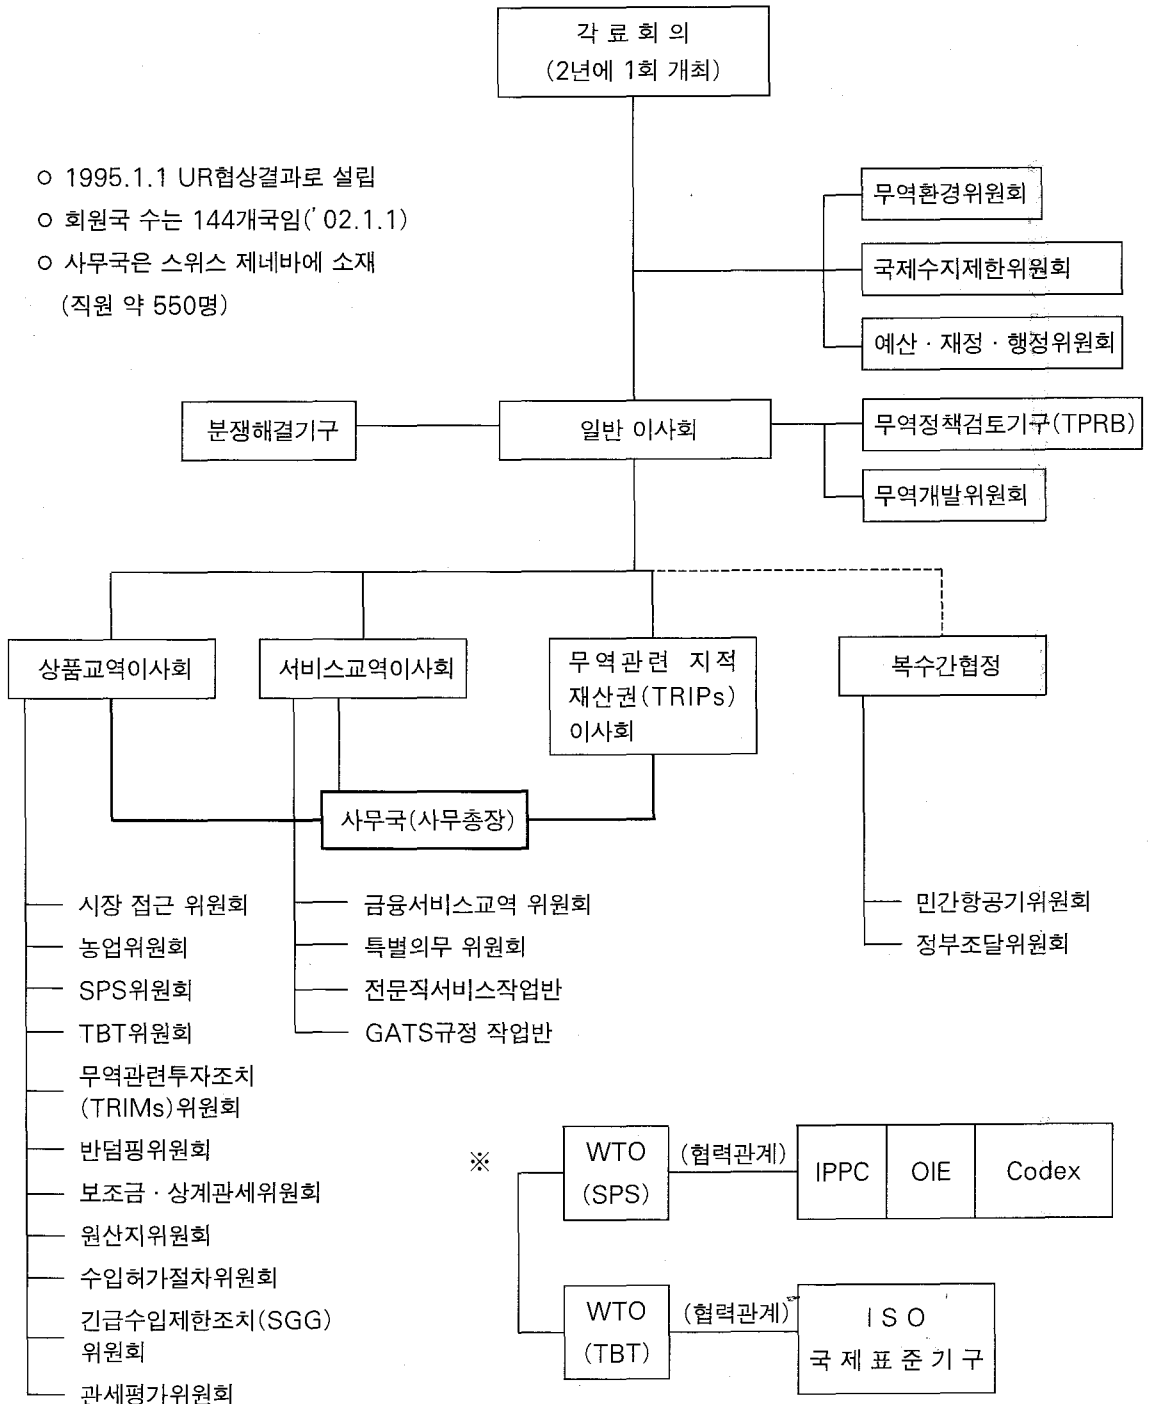 각 료 회 의
(2년에 1회 개최)
○ 1995.1.1 UR협상결과로 설립
○ 회원국 수는 144개국임('02.1.1)
○ 사무국은 스위스 제네바에 소재
(직원 약 550명)
무역환경위원회
국제수지제한위원회
예산 · 재정 · 행정위원회
분쟁해결기구
일반 이사회
무역정책검토기구(TPRB)
무역개발위원회
상품교역이사회
서비스교역이사회
무역관련 지적
재산권(TRIPs)
이사회
복수간협정
사무국(사무총장)
시장 접근 위원회
농업위원회
SPS위원회
TBT위원회
무역관련투자조치
(TRIMs)위원회
반덤핑위원회
보조금 · 상계관세위원회
원산지위원회
수입허가절차위원회
긴급수입제한조치(SGG)
위원회
관세평가위원회
금융서비스교역 위원회
특별의무 위원회
전문직서비스작업반
GATS규정 작업반
민간항공기위원회
정부조달위원회
※
WTO
(SPS)
(협력관계)
IPPC
OIE
Codex
WTO
(TBT)
(협력관계)
I S O
국 제 표 준 기 구